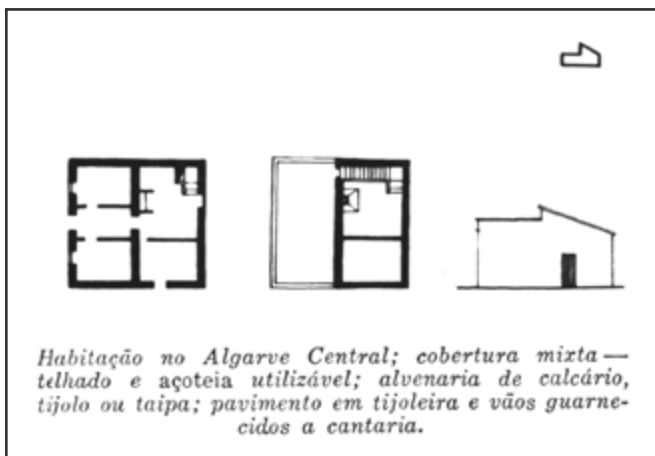 Habitação no Algarve Central; cobertura mixta —
telhado e açoteia utilizável; alvenaria de calcário,
tijolo ou taipa; pavimento em tijoleira e vãos guarne-
cidos a cantaria.